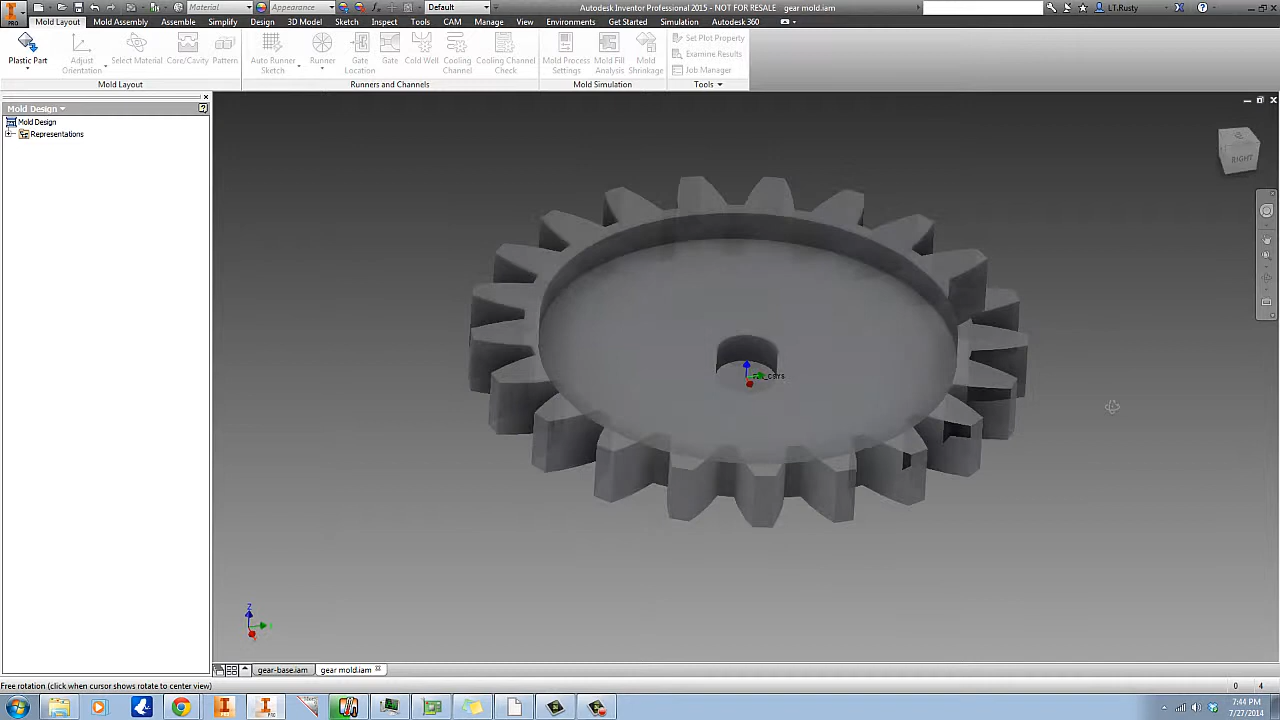 Material
Appearance
Default
Autodesk Inventor Professional 2015 - NOT FOR RESALE gear mold.iam
LT.Rusty
PRO
Mold Layout
Mold Assembly
Assemble
Simplify
Design
3D Model
Sketch
Inspect
Tools
CAM
Manage
View
Environments
Get Started
Simulation
Autodesk 360
Plastic Part
Adjust Orientation
Select Material
Core/Cavity
Pattern
Auto Runner Sketch
Runner
Gate Location
Gate
Cold Well
Cooling Channel
Cooling Channel Check
Mold Process Settings
Mold Fill Analysis
Mold Shrinkage
Set Plot Property
Examine Results
Job Manager
Mold Layout
Runners and Channels
Mold Simulation
Tools
Mold Design
Mold Design
Representations
RIGHT
Z
gear-base.iam
gear mold.iam
Free rotation (click when cursor shows rotate to center view)
0 4
7:44 PM
7/27/2014